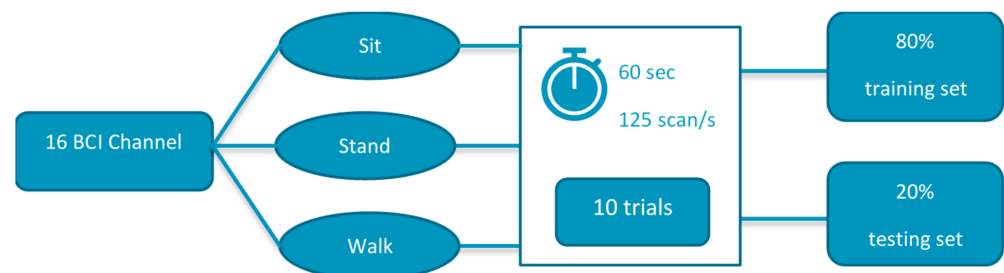 16 BCI Channel
Sit
Stand
Walk
60 sec
125 scan/s
10 trials
80%
training set
20%
testing set